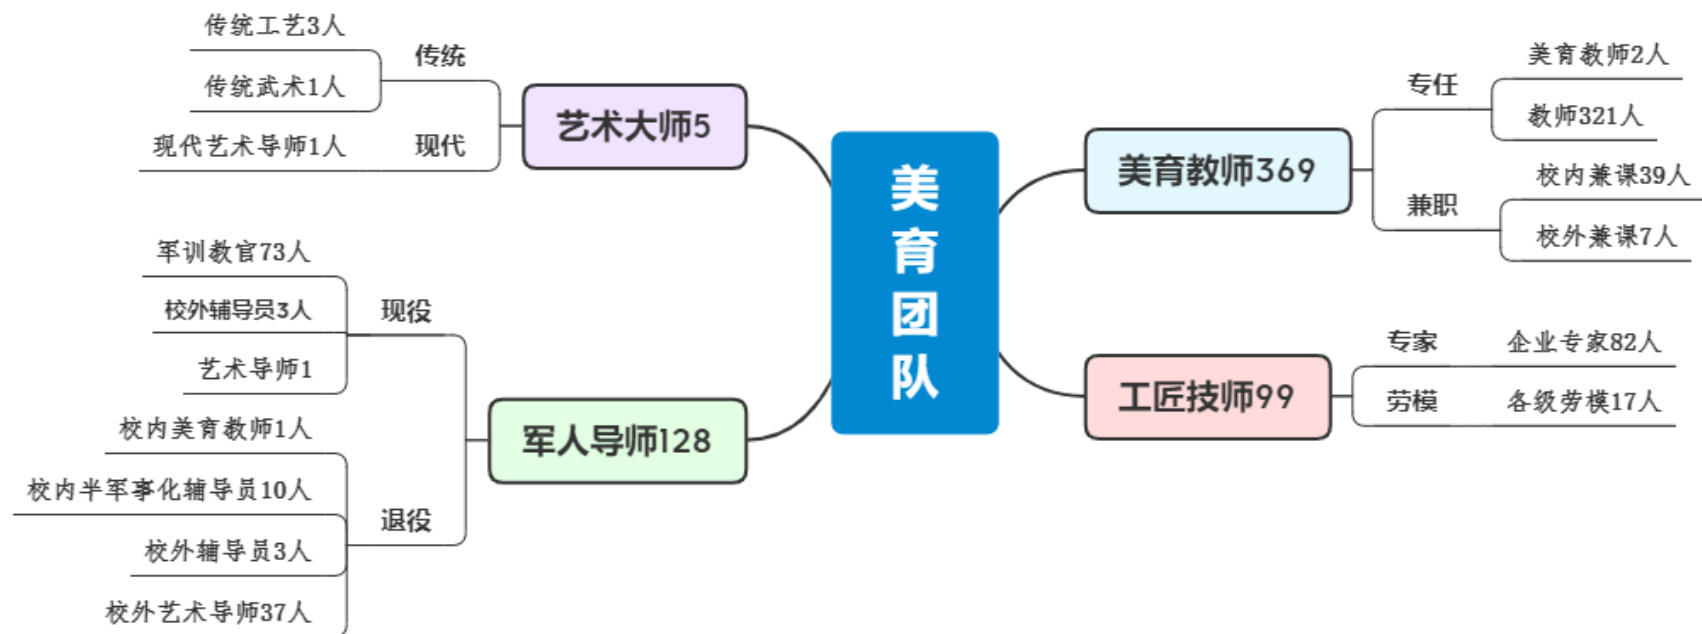 美育团队
艺术大师5
传统
传统工艺3人
传统武术1人
现代
现代艺术导师1人
军人导师128
现役
军训教官73人
校外辅导员3人
艺术导师1
退役
校内美育教师1人
校内半军事化辅导员10人
校外辅导员3人
校外艺术导师37人
美育教师369
专任
美育教师2人
教师321人
兼职
校内兼课39人
校外兼课7人
工匠技师99
专家
企业专家82人
劳模
各级劳模17人